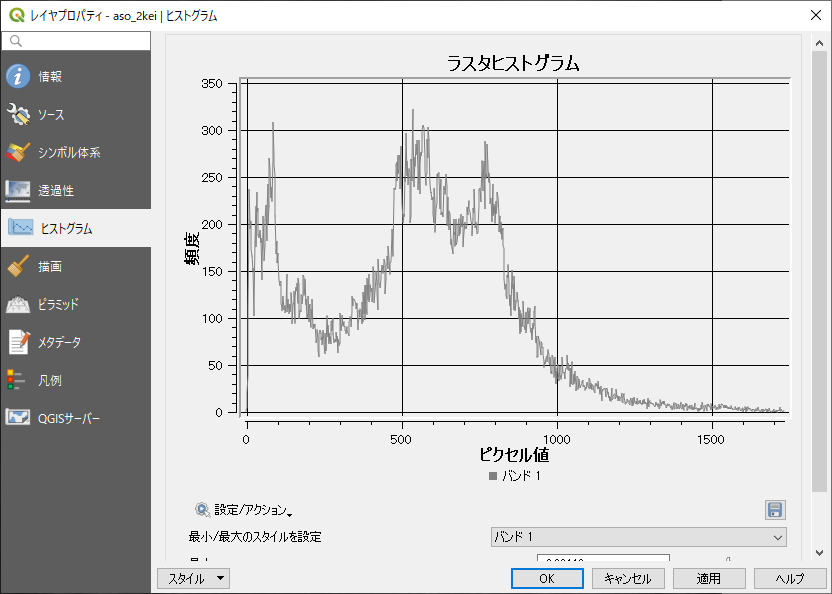 レイヤプロパティ - aso_2kei | ヒストグラム
情報
ソース
シンボル体系
透過性
ヒストグラム
描画
ピラミッド
メタデータ
凡例
QGISサーバー
ラスタヒストグラム
350
300
250
200
150
100
50
0
頻度
0 500 1000 1500
ピクセル値
バンド 1
設定/アクション
最小/最大のスタイルを設定 バンド 1
スタイル OK キャンセル 適用 ヘルプ